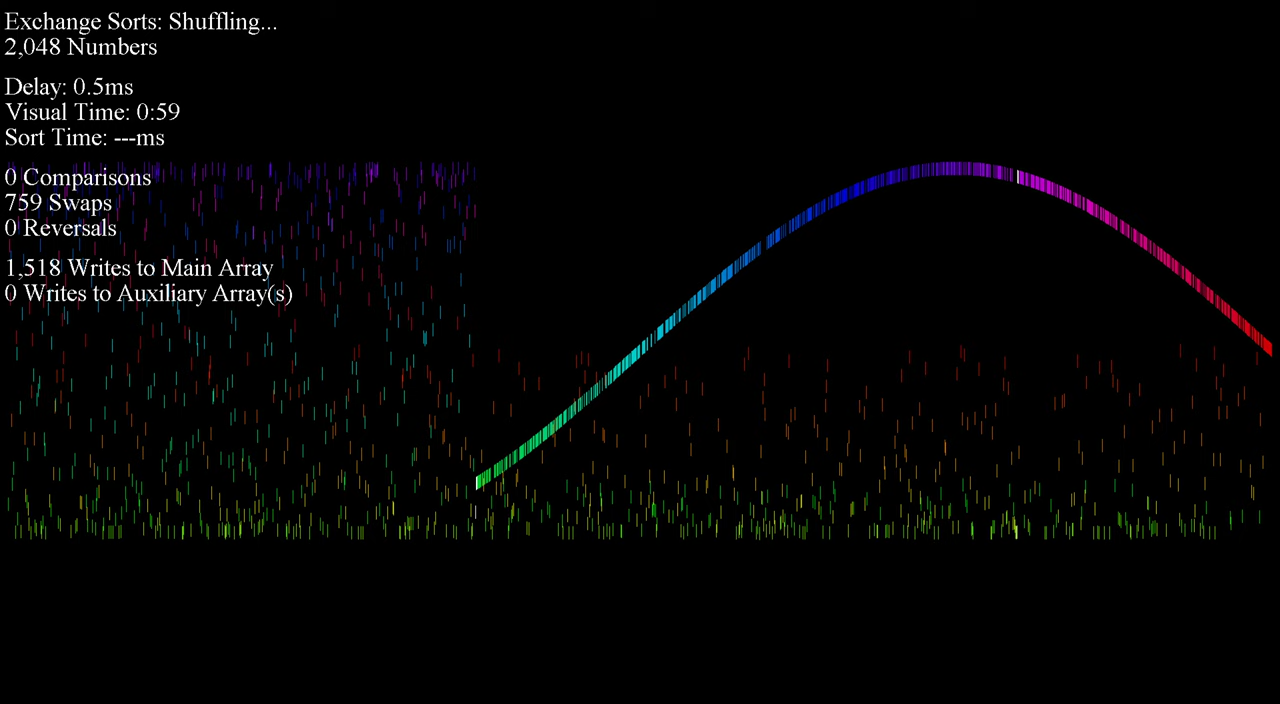 Exchange Sorts: Shuffling...
2,048 Numbers
Delay: 0.5ms
Visual Time: 0:59
Sort Time: ---ms
0 Comparisons
759 Swaps
0 Reversals
1,518 Writes to Main Array
0 Writes to Auxiliary Array(s)